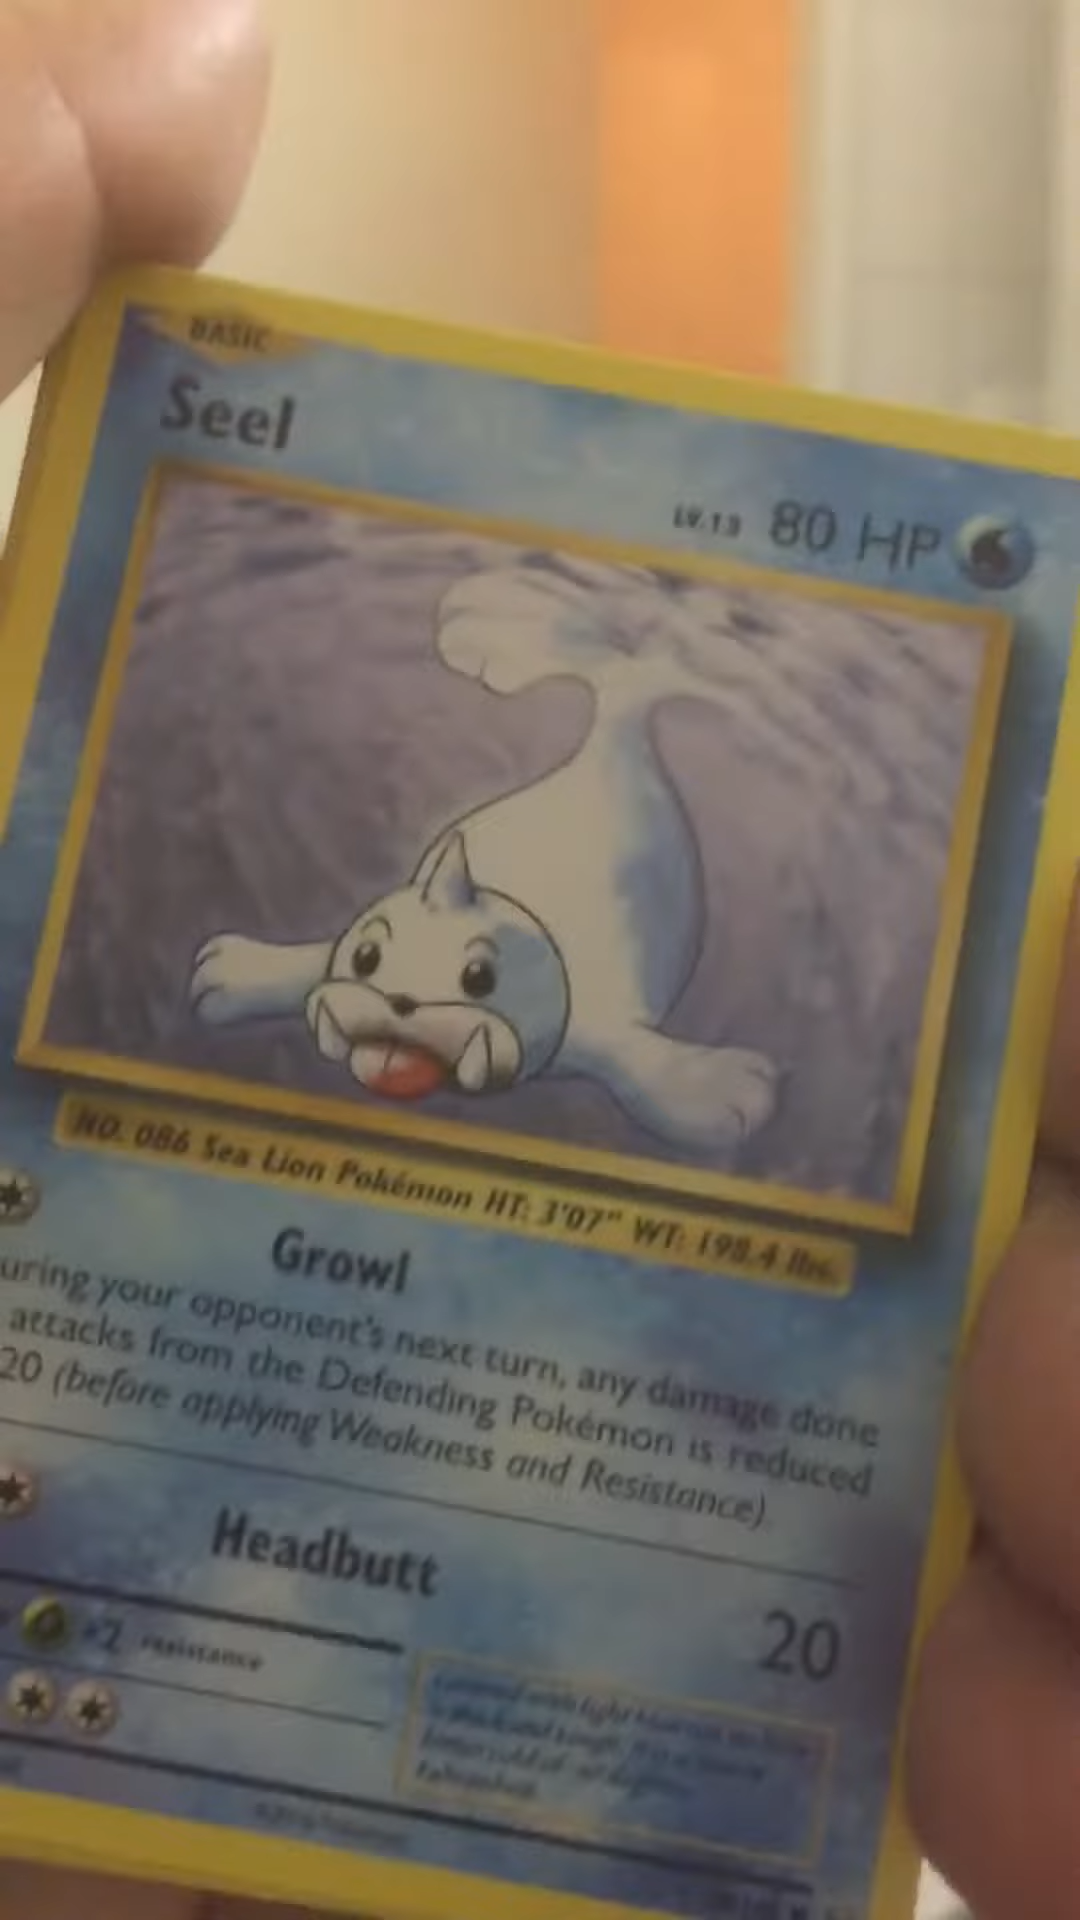 BASIC
Seel
LV.13 80 HP
NO. 086 Sea Lion Pokémon HT: 3'07" WT: 198.4 lbs.
Growl
uring your opponent's next turn, any damage done
attacks from the Defending Pokémon is reduced
20 (before applying Weakness and Resistance).
Headbutt
20
×2 resistance